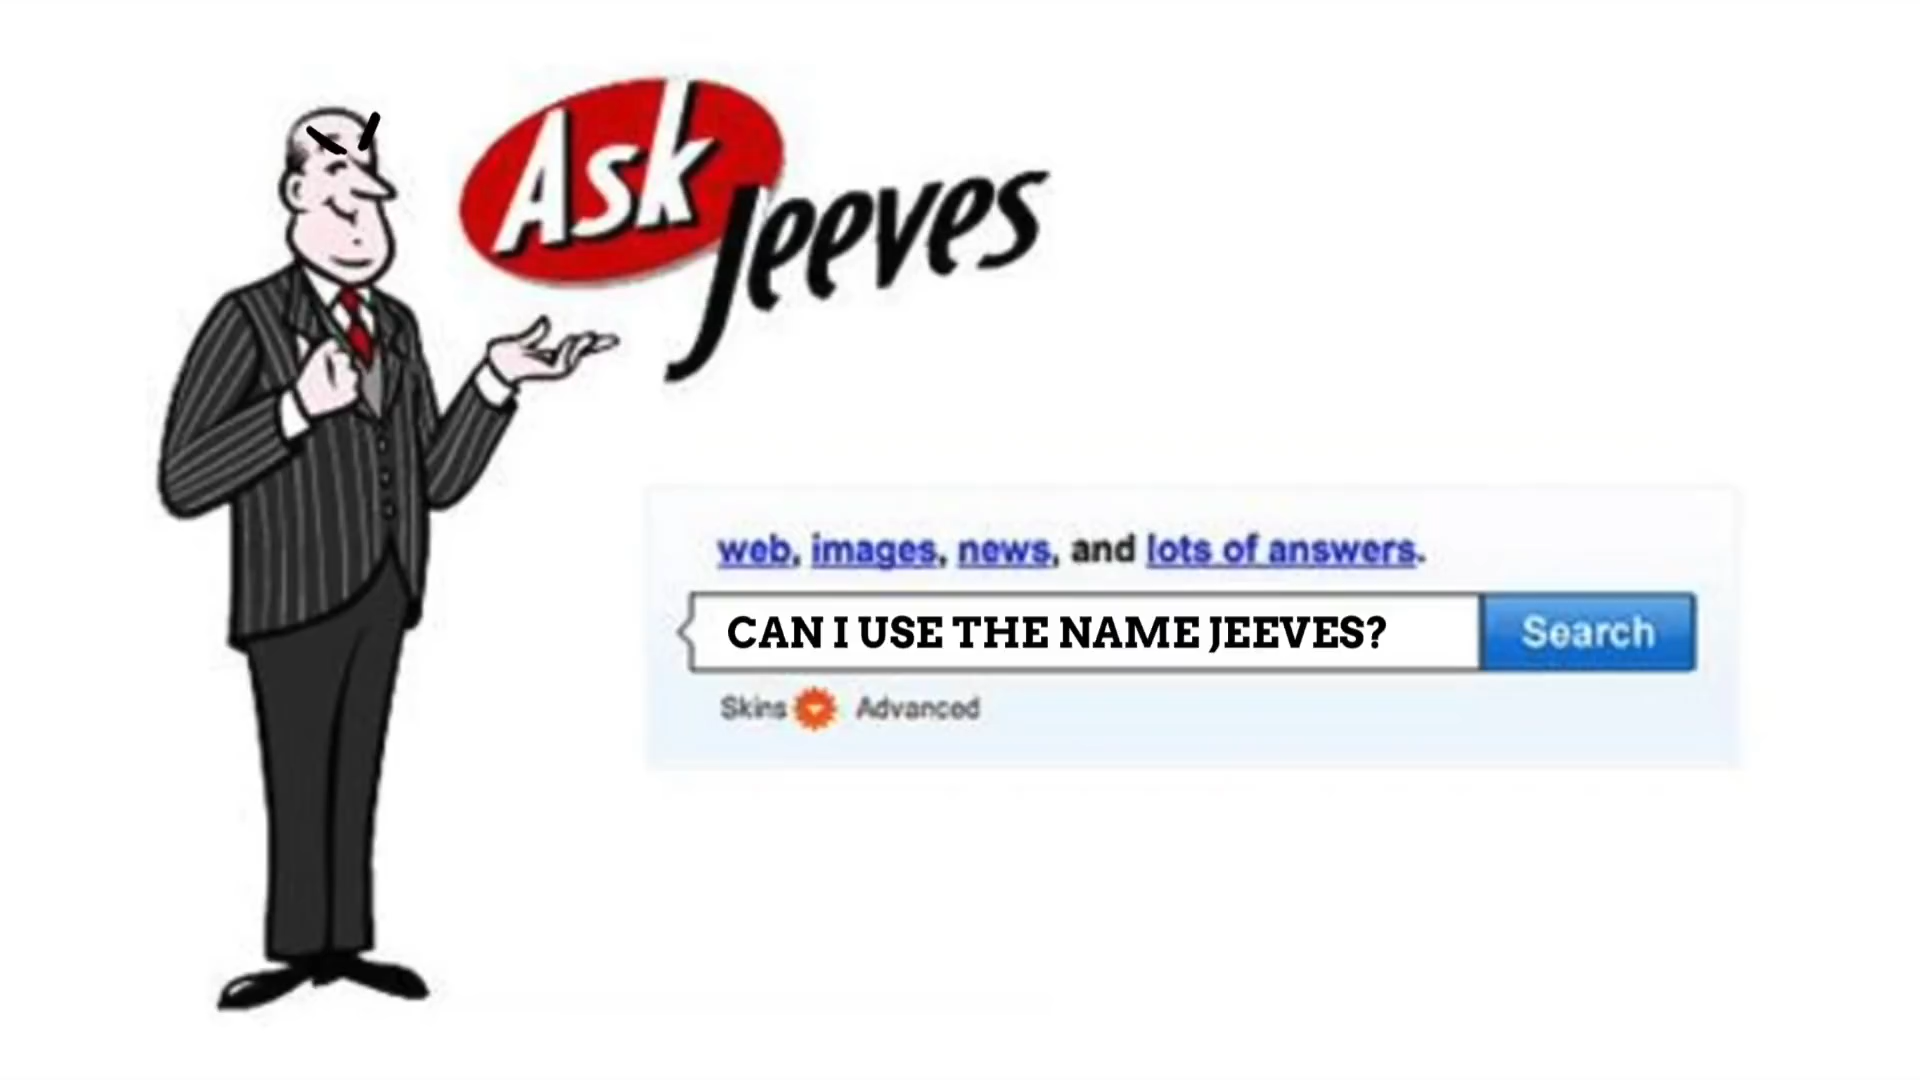 Ask
Jeeves
web, images, news, and lots of answers.
CAN I USE THE NAME JEEVES? Search
Skins Advanced